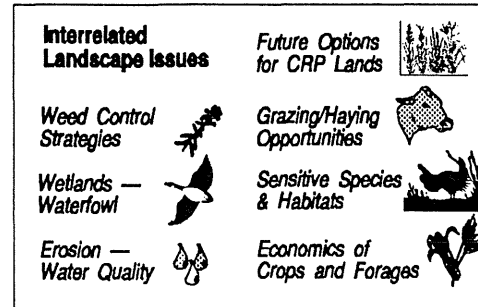 Interrelated
Landscape Issues
Weed Control
Strategies
Wetlands —
Waterfowl
Erosion —
Water Quality
Future Options
for CRP Lands
Grazing/Haying
Opportunities
Sensitive Species
& Habitats
Economics of
Crops and Forages